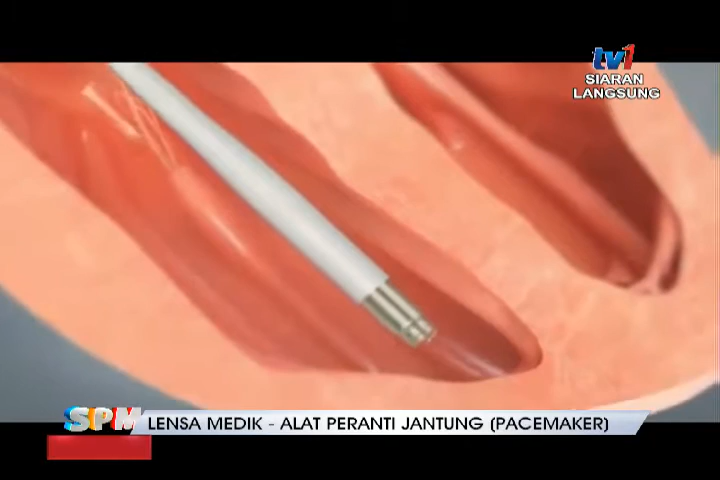 tv1
SIARAN
LANGSUNG
SPM LENSA MEDIK - ALAT PERANTI JANTUNG (PACEMAKER)